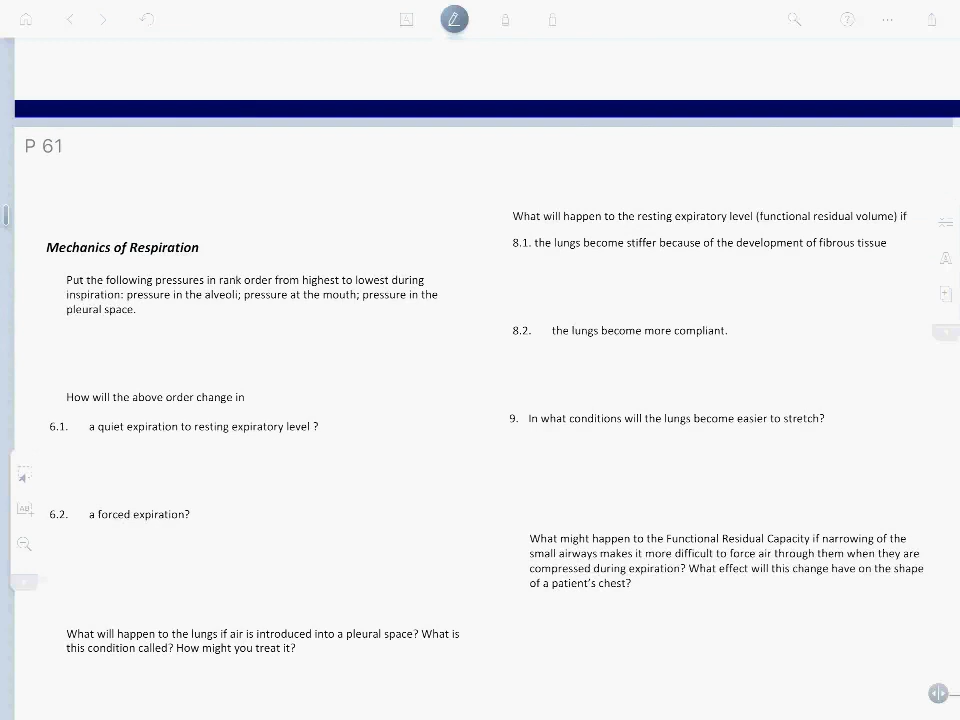 P 61
Mechanics of Respiration
Put the following pressures in rank order from highest to lowest during
inspiration: pressure in the alveoli; pressure at the mouth; pressure in the
pleural space.
How will the above order change in
6.1. a quiet expiration to resting expiratory level ?
6.2. a forced expiration?
What will happen to the lungs if air is introduced into a pleural space? What is
this condition called? How might you treat it?
What will happen to the resting expiratory level (functional residual volume) if
8.1. the lungs become stiffer because of the development of fibrous tissue
8.2. the lungs become more compliant.
9. In what conditions will the lungs become easier to stretch?
What might happen to the Functional Residual Capacity if narrowing of the
small airways makes it more difficult to force air through them when they are
compressed during expiration? What effect will this change have on the shape
of a patient's chest?